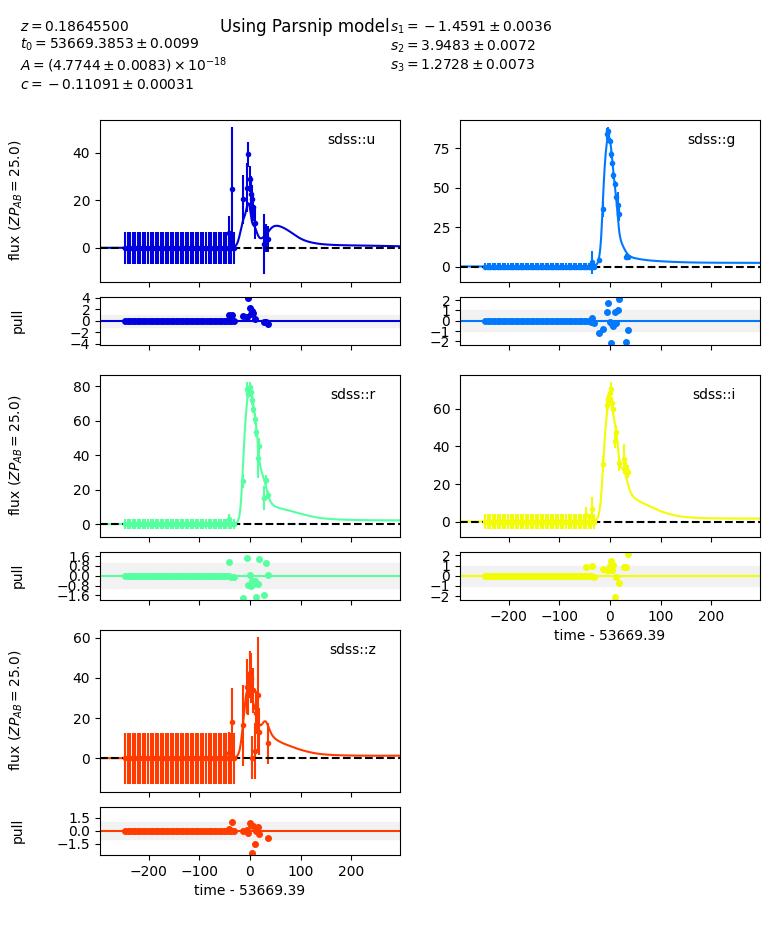 Using Parsnip model
z = 0.18645500
t₀ = 53669.3853 ± 0.0099
A = (4.7744 ± 0.0083) × 10⁻¹⁸
c = −0.11091 ± 0.00031
s₁ = −1.4591 ± 0.0036
s₂ = 3.9483 ± 0.0072
s₃ = 1.2728 ± 0.0073
flux (ZP_AB = 25.0)
40
20
0
sdss::u
75
50
25
0
sdss::g
pull
4
2
0
−2
−4
2
1
0
−1
−2
flux (ZP_AB = 25.0)
80
60
40
20
0
sdss::r
60
40
20
0
sdss::i
pull
1.6
0.8
0.0
−0.8
−1.6
2
1
0
−1
−2
−200 −100 0 100 200
time - 53669.39
flux (ZP_AB = 25.0)
60
40
20
0
sdss::z
pull
1.5
0.0
−1.5
−200 −100 0 100 200
time - 53669.39